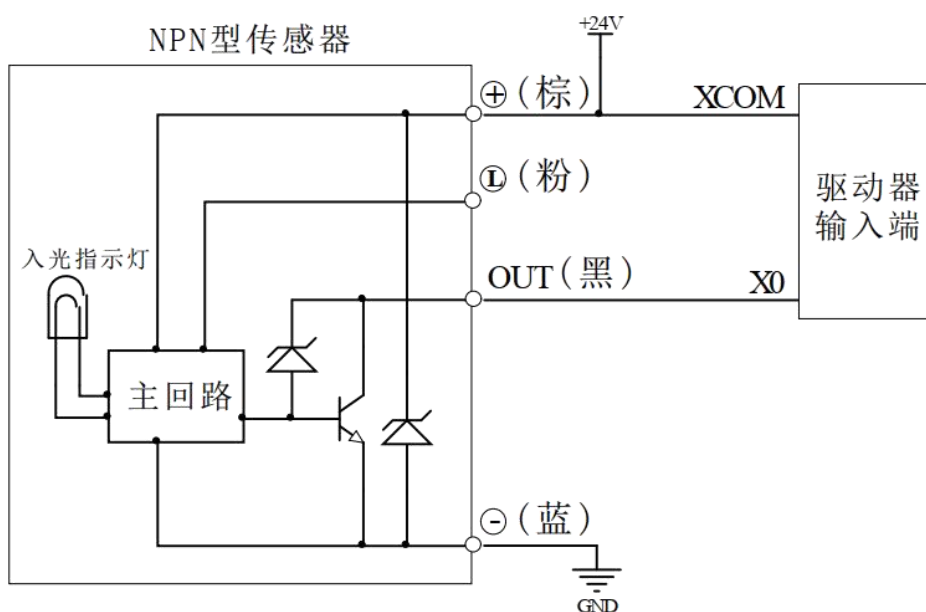 NPN型传感器
+24V
⊕(棕)
XCOM
Ⓛ(粉)
驱动器
输入端
入光指示灯
OUT(黑)
X0
主回路
⊖(蓝)
GND